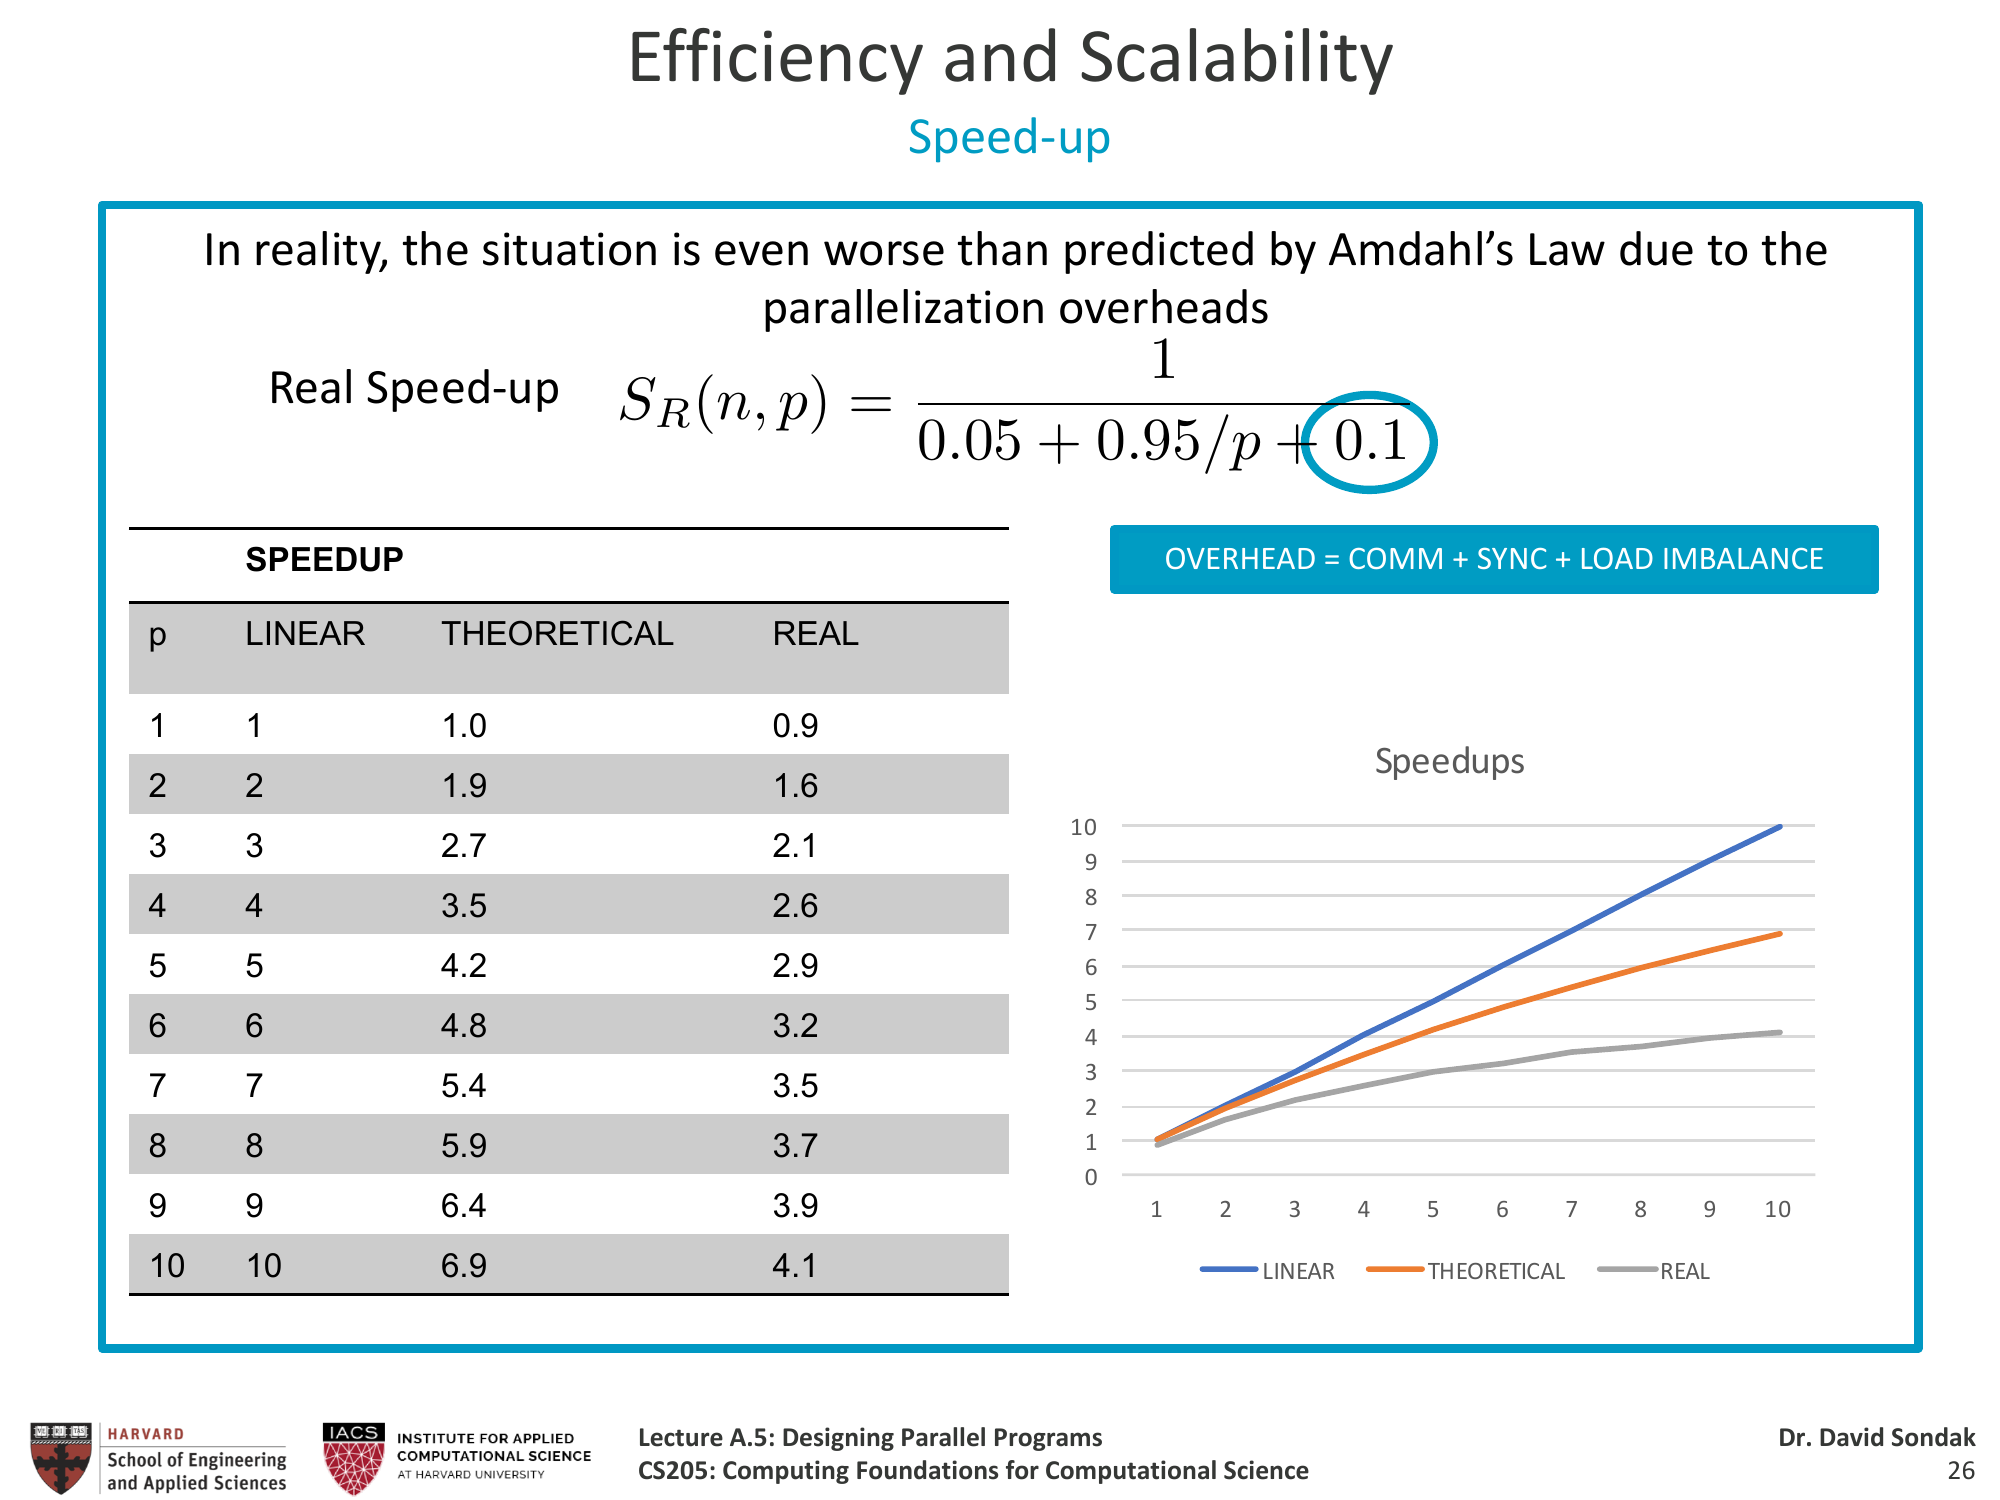 Efficiency and Scalability
Speed-up
In reality, the situation is even worse than predicted by Amdahl's Law due to the
parallelization overheads
Real Speed-up S_R(n, p) = 1 / (0.05 + 0.95/p + 0.1)
SPEEDUP
p LINEAR THEORETICAL REAL
1 1 1.0 0.9
2 2 1.9 1.6
3 3 2.7 2.1
4 4 3.5 2.6
5 5 4.2 2.9
6 6 4.8 3.2
7 7 5.4 3.5
8 8 5.9 3.7
9 9 6.4 3.9
10 10 6.9 4.1
OVERHEAD = COMM + SYNC + LOAD IMBALANCE
Speedups
10
9
8
7
6
5
4
3
2
1
0
1 2 3 4 5 6 7 8 9 10
LINEAR THEORETICAL REAL
HARVARD
School of Engineering
and Applied Sciences
IACS
INSTITUTE FOR APPLIED
COMPUTATIONAL SCIENCE
AT HARVARD UNIVERSITY
Lecture A.5: Designing Parallel Programs
CS205: Computing Foundations for Computational Science
Dr. David Sondak
26